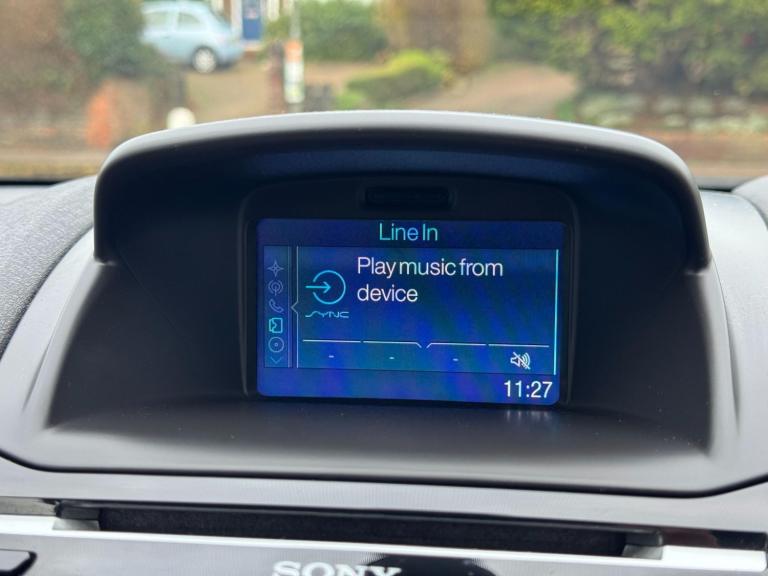 Line In
Play music from
device
SYNC
- - -
11:27
SONY